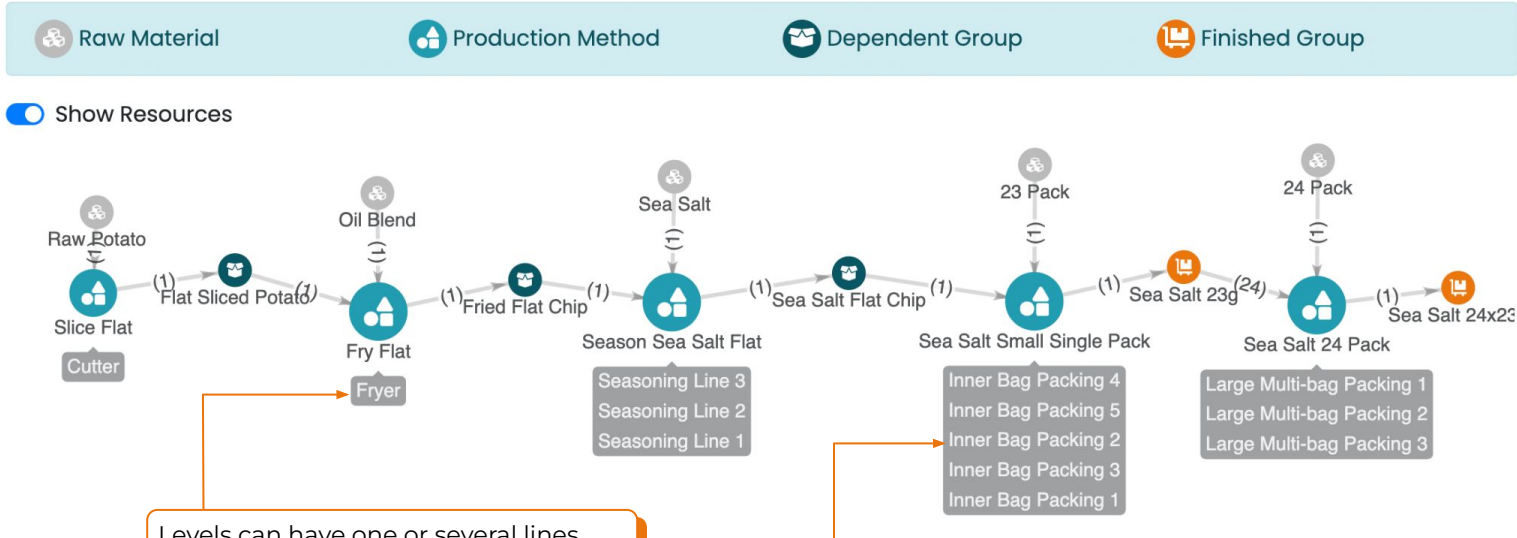 Raw Material
Production Method
Dependent Group
Finished Group
Show Resources
Raw Potato
(1)
Slice Flat
Cutter
(1)
Flat Sliced Potato
(1)
Oil Blend
(1)
Fry Flat
Fryer
(1)
Fried Flat Chip
(1)
Sea Salt
(1)
Season Sea Salt Flat
Seasoning Line 3
Seasoning Line 2
Seasoning Line 1
(1)
Sea Salt Flat Chip
(1)
23 Pack
(1)
Sea Salt Small Single Pack
Inner Bag Packing 4
Inner Bag Packing 5
Inner Bag Packing 2
Inner Bag Packing 3
Inner Bag Packing 1
(1)
Sea Salt 23g
(24)
24 Pack
(1)
Sea Salt 24 Pack
Large Multi-bag Packing 1
Large Multi-bag Packing 2
Large Multi-bag Packing 3
(1)
Sea Salt 24x23
Levels can have one or several lines